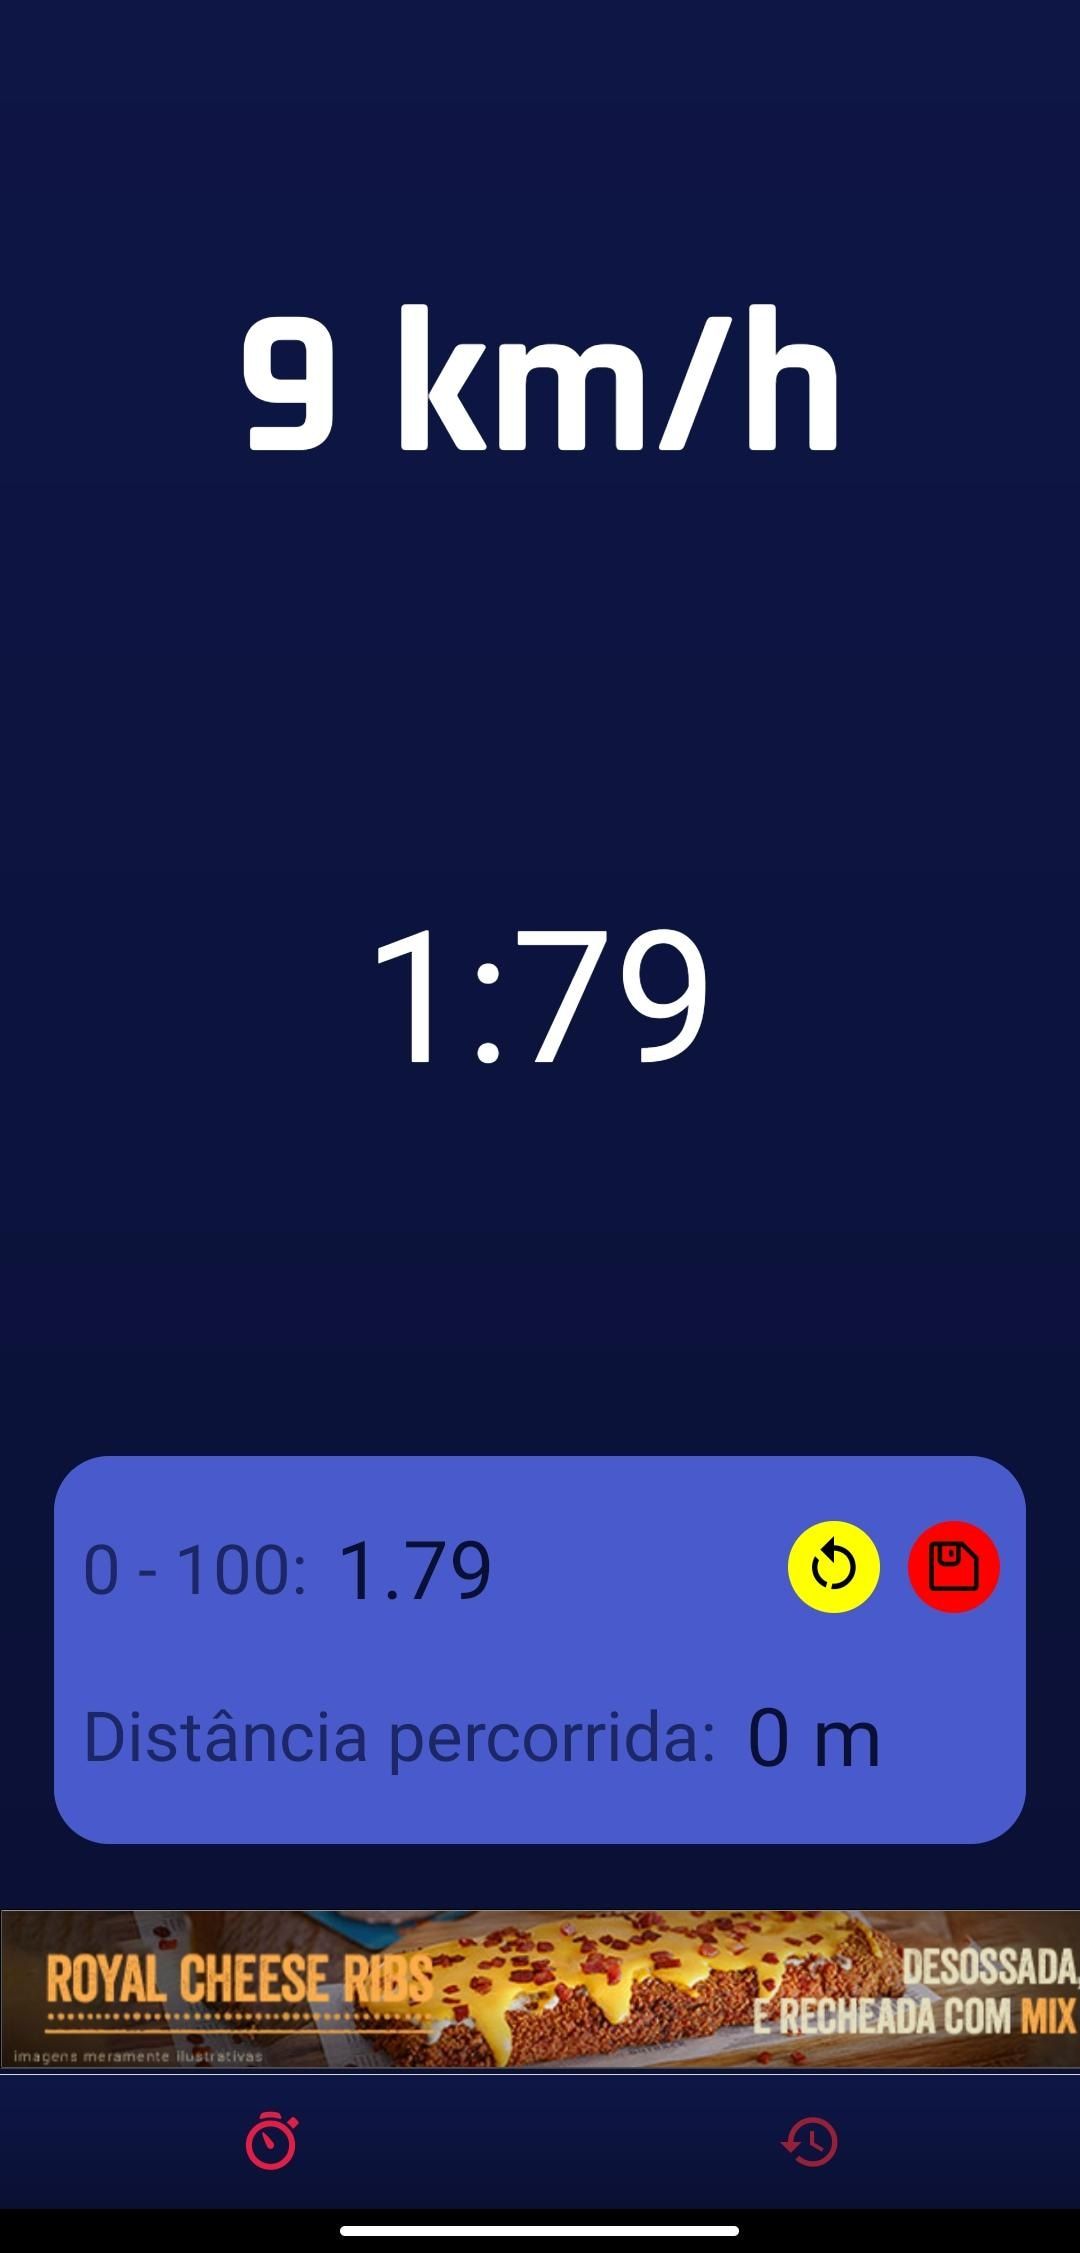 9 km/h
1:79
0 - 100: 1.79
Distância percorrida: 0 m
ROYAL CHEESE RIBS
DESOSSADA,
E RECHEADA COM MIX
imagens meramente ilustrativas